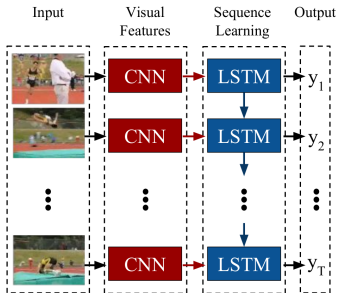 Input
Visual Features
Sequence Learning
Output
CNN
LSTM
y1
CNN
LSTM
y2
CNN
LSTM
yT